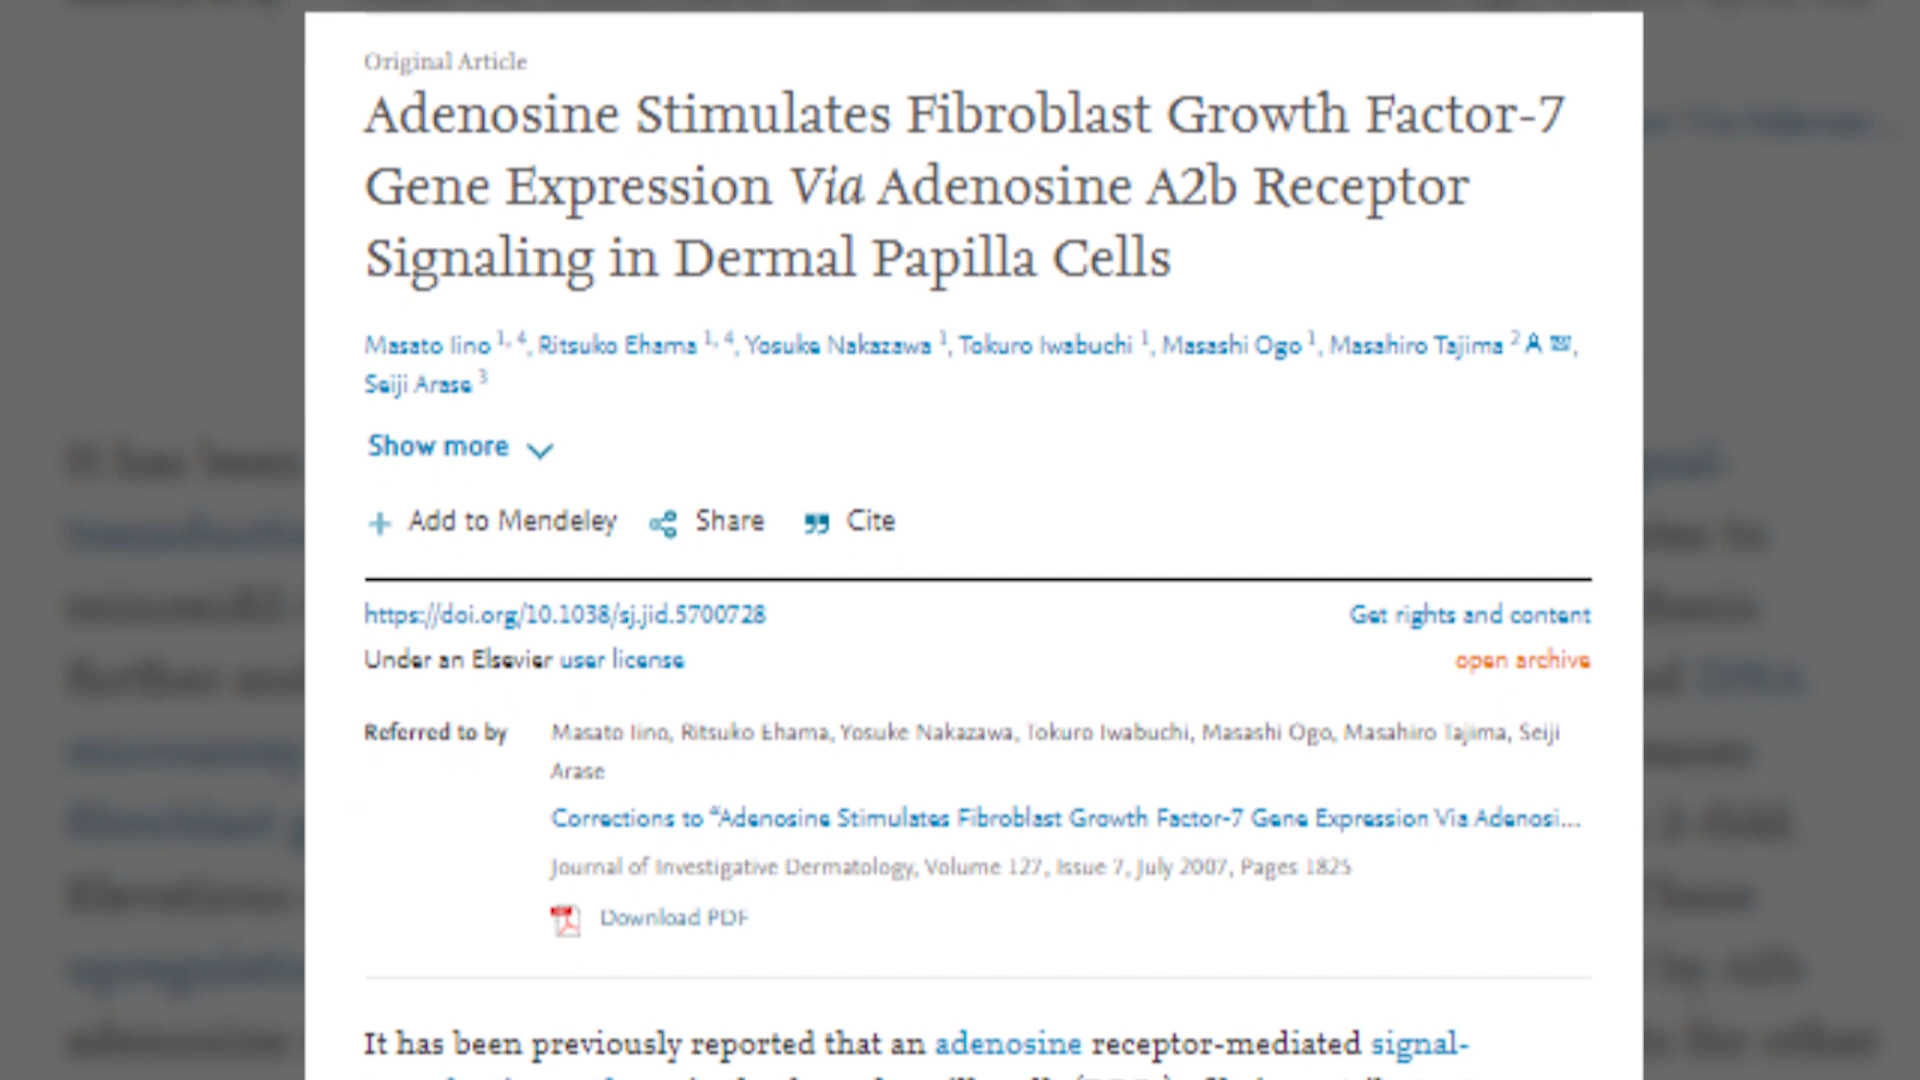 Original Article
Adenosine Stimulates Fibroblast Growth Factor-7
Gene Expression Via Adenosine A2b Receptor
Signaling in Dermal Papilla Cells
Masato Iino 1, 4, Ritsuko Ehama 1, 4, Yosuke Nakazawa 1, Tokuro Iwabuchi 1, Masashi Ogo 1, Masahiro Tajima 2,
Seiji Arase 3
Show more
Add to Mendeley Share Cite
https://doi.org/10.1038/sj.jid.5700728 Get rights and content
Under an Elsevier user license open archive
Referred to by Masato Iino, Ritsuko Ehama, Yosuke Nakazawa, Tokuro Iwabuchi, Masashi Ogo, Masahiro Tajima, Seiji
Arase
Corrections to “Adenosine Stimulates Fibroblast Growth Factor-7 Gene Expression Via Adenosi...
Journal of Investigative Dermatology, Volume 127, Issue 7, July 2007, Pages 1825
Download PDF
It has been previously reported that an adenosine receptor-mediated signal-